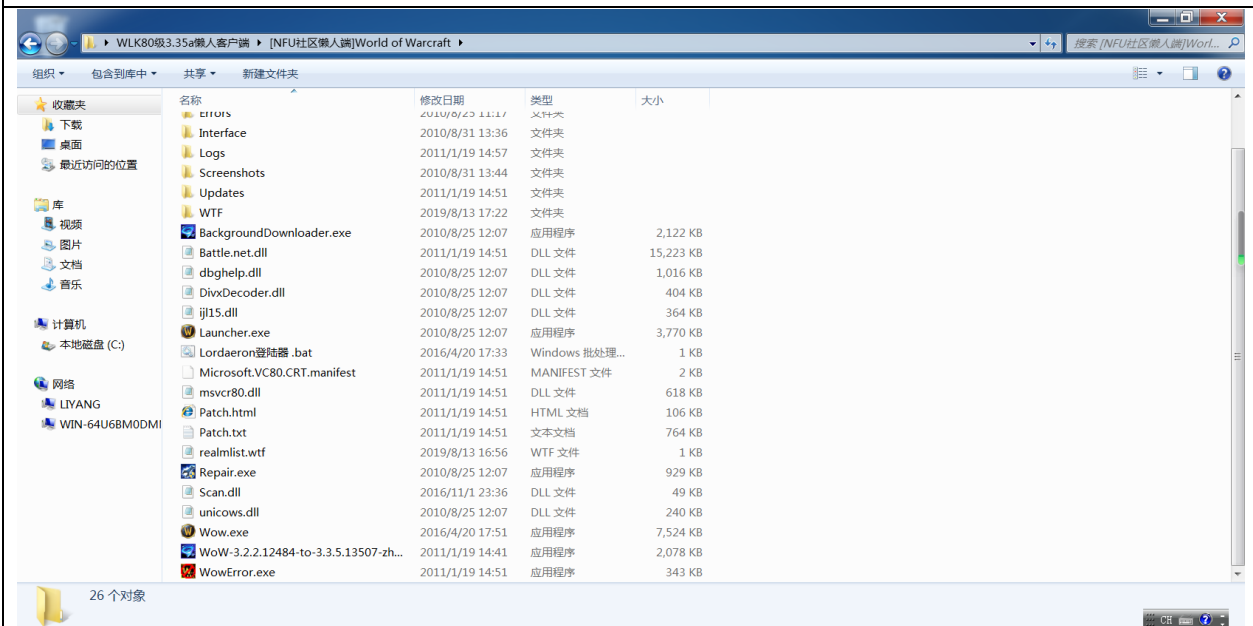 WLK80级3.35a懒人客户端 ▸ [NFU社区懒人端]World of Warcraft ▸
搜索 [NFU社区懒人端]Worl...
组织 包含到库中 共享 新建文件夹
收藏夹
下载
桌面
最近访问的位置
库
视频
图片
文档
音乐
计算机
本地磁盘 (C:)
网络
LIYANG
WIN-64U6BM0DMI
名称 修改日期 类型 大小
Errors 2010/8/25 11:17 文件夹
Interface 2010/8/31 13:36 文件夹
Logs 2011/1/19 14:57 文件夹
Screenshots 2010/8/31 13:44 文件夹
Updates 2011/1/19 14:51 文件夹
WTF 2019/8/13 17:22 文件夹
BackgroundDownloader.exe 2010/8/25 12:07 应用程序 2,122 KB
Battle.net.dll 2011/1/19 14:51 DLL 文件 15,223 KB
dbghelp.dll 2010/8/25 12:07 DLL 文件 1,016 KB
DivxDecoder.dll 2010/8/25 12:07 DLL 文件 404 KB
ijl15.dll 2010/8/25 12:07 DLL 文件 364 KB
Launcher.exe 2010/8/25 12:07 应用程序 3,770 KB
Lordaeron登陆器 .bat 2016/4/20 17:33 Windows 批处理... 1 KB
Microsoft.VC80.CRT.manifest 2011/1/19 14:51 MANIFEST 文件 2 KB
msvcr80.dll 2011/1/19 14:51 DLL 文件 618 KB
Patch.html 2011/1/19 14:51 HTML 文档 106 KB
Patch.txt 2011/1/19 14:51 文本文档 764 KB
realmlist.wtf 2019/8/13 16:56 WTF 文件 1 KB
Repair.exe 2010/8/25 12:07 应用程序 929 KB
Scan.dll 2016/11/1 23:36 DLL 文件 49 KB
unicows.dll 2010/8/25 12:07 DLL 文件 240 KB
Wow.exe 2016/4/20 17:51 应用程序 7,524 KB
WoW-3.2.2.12484-to-3.3.5.13507-zh... 2011/1/19 14:41 应用程序 2,078 KB
WowError.exe 2011/1/19 14:51 应用程序 343 KB
26 个对象
CH